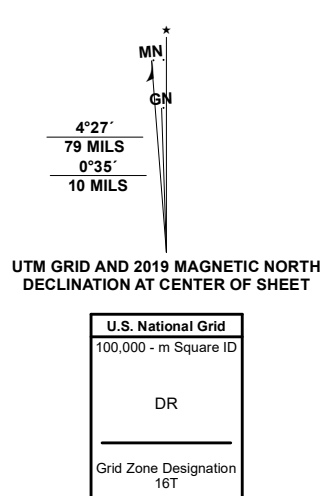 ★
MN
GN
4°27´
79 MILS
0°35´
10 MILS
UTM GRID AND 2019 MAGNETIC NORTH
DECLINATION AT CENTER OF SHEET
U.S. National Grid
100,000 - m Square ID
DR
Grid Zone Designation
16T